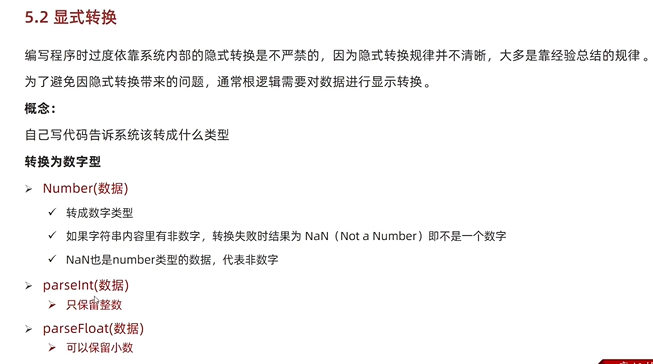 5.2 显式转换
编写程序时过度依靠系统内部的隐式转换是不严禁的，因为隐式转换规律并不清晰，大多是靠经验总结的规律。
为了避免因隐式转换带来的问题，通常根逻辑需要对数据进行显示转换。
概念：
自己写代码告诉系统该转成什么类型
转换为数字型
Number(数据)
转成数字类型
如果字符串内容里有非数字，转换失败时结果为 NaN（Not a Number）即不是一个数字
NaN也是number类型的数据，代表非数字
parseInt(数据)
只保留整数
parseFloat(数据)
可以保留小数